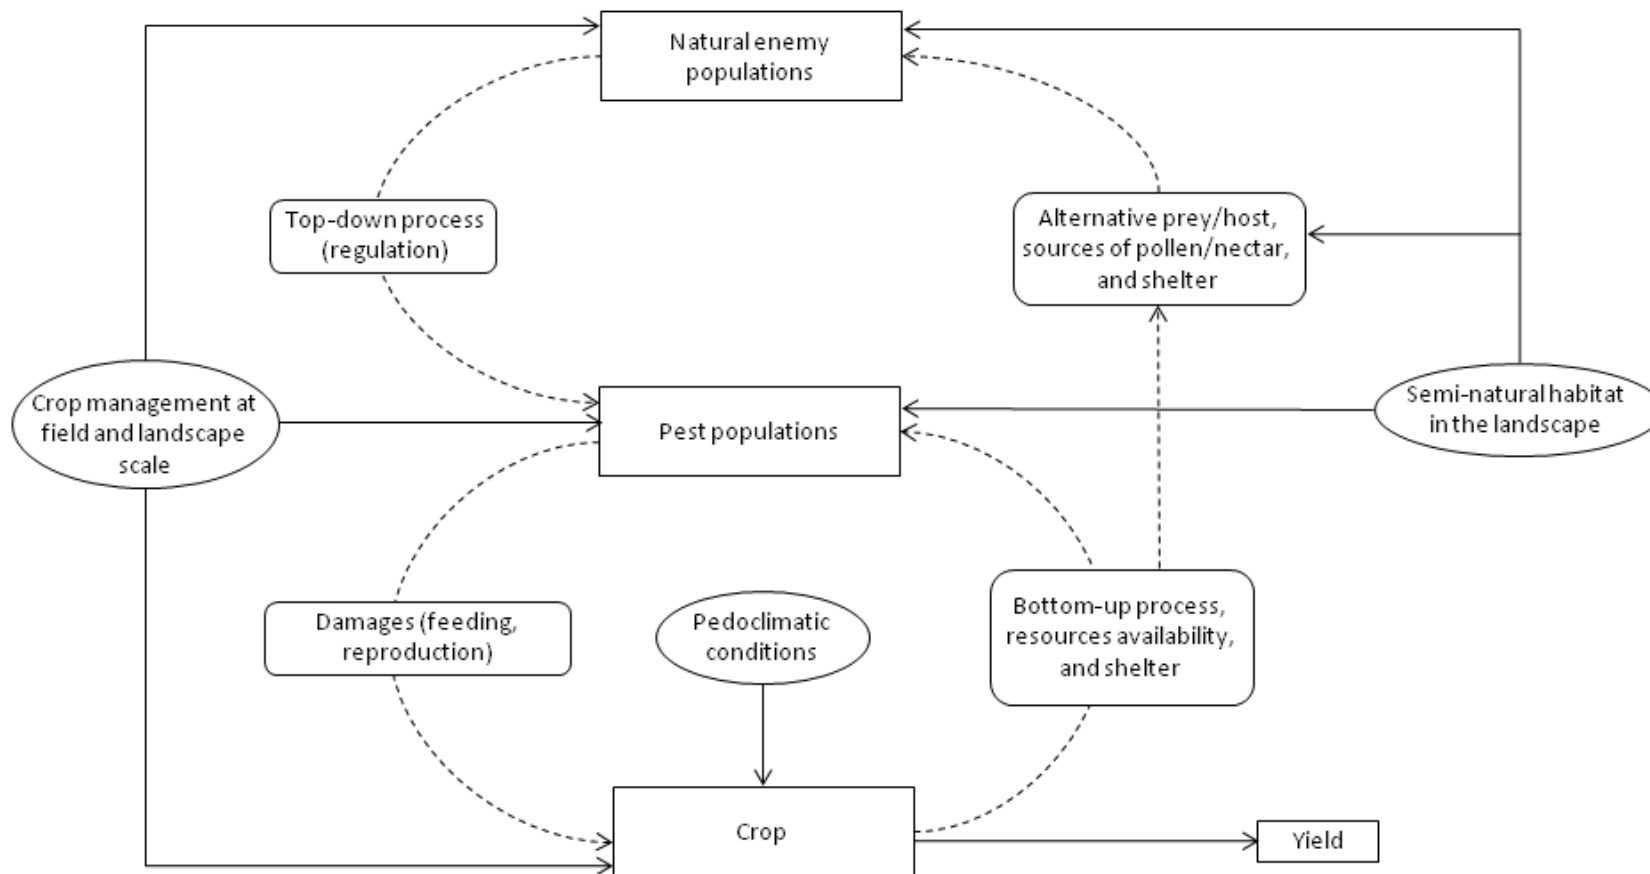 Natural enemy
populations
Top-down process
(regulation)
Alternative prey/host,
sources of pollen/nectar,
and shelter
Crop management at
field and landscape
scale
Pest populations
Semi-natural habitat
in the landscape
Damages (feeding,
reproduction)
Pedoclimatic
conditions
Bottom-up process,
resources availability,
and shelter
Crop
Yield